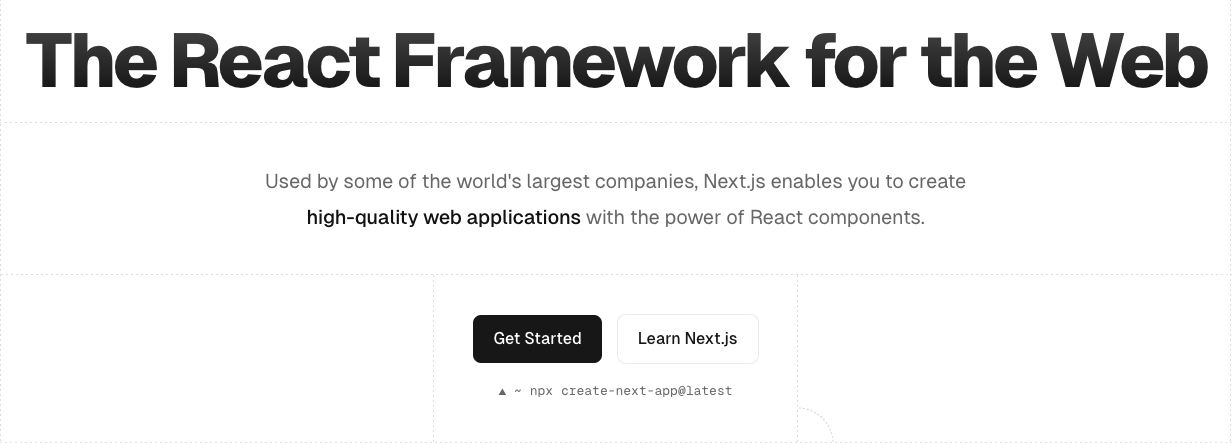 The React Framework for the Web
Used by some of the world's largest companies, Next.js enables you to create
high-quality web applications with the power of React components.
Get Started
Learn Next.js
▲ ~ npx create-next-app@latest